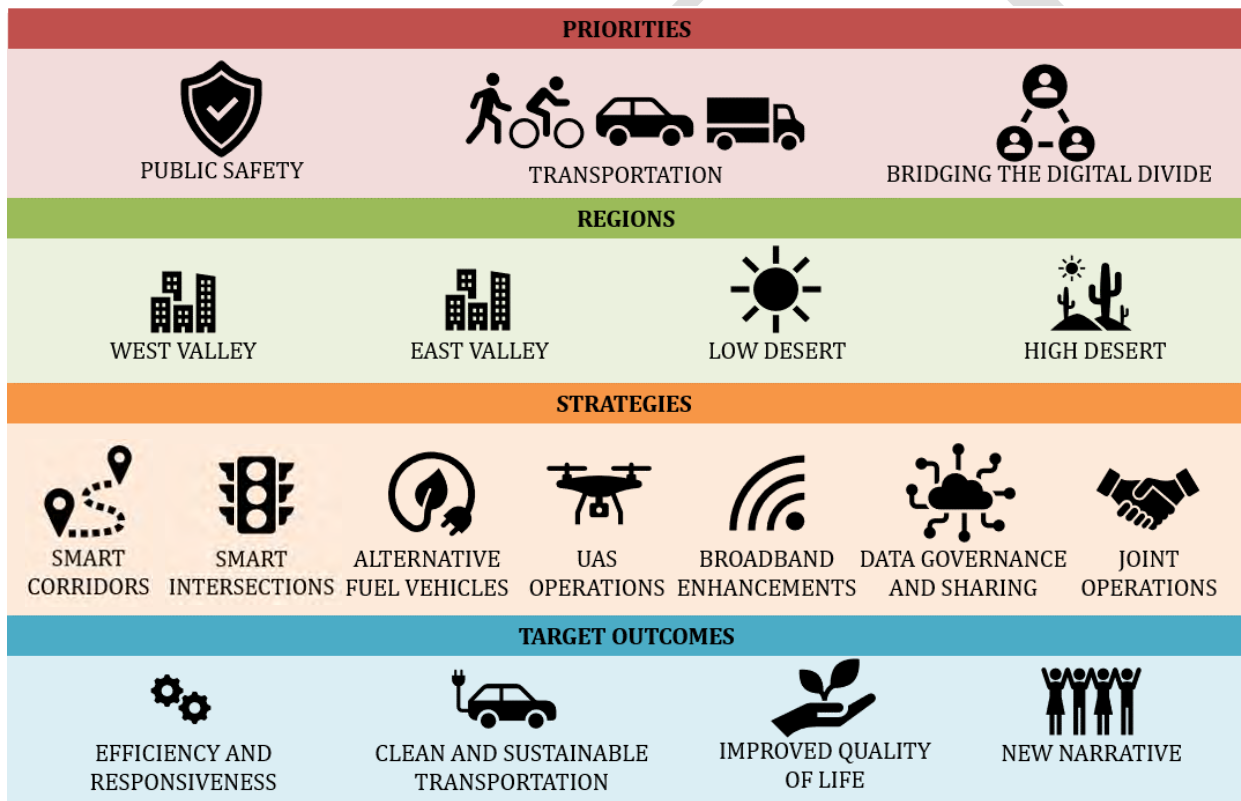 PRIORITIES
PUBLIC SAFETY
TRANSPORTATION
BRIDGING THE DIGITAL DIVIDE
REGIONS
WEST VALLEY
EAST VALLEY
LOW DESERT
HIGH DESERT
STRATEGIES
SMART
CORRIDORS
SMART
INTERSECTIONS
ALTERNATIVE
FUEL VEHICLES
UAS
OPERATIONS
BROADBAND
ENHANCEMENTS
DATA GOVERNANCE
AND SHARING
JOINT
OPERATIONS
TARGET OUTCOMES
EFFICIENCY AND
RESPONSIVENESS
CLEAN AND SUSTAINABLE
TRANSPORTATION
IMPROVED QUALITY
OF LIFE
NEW NARRATIVE